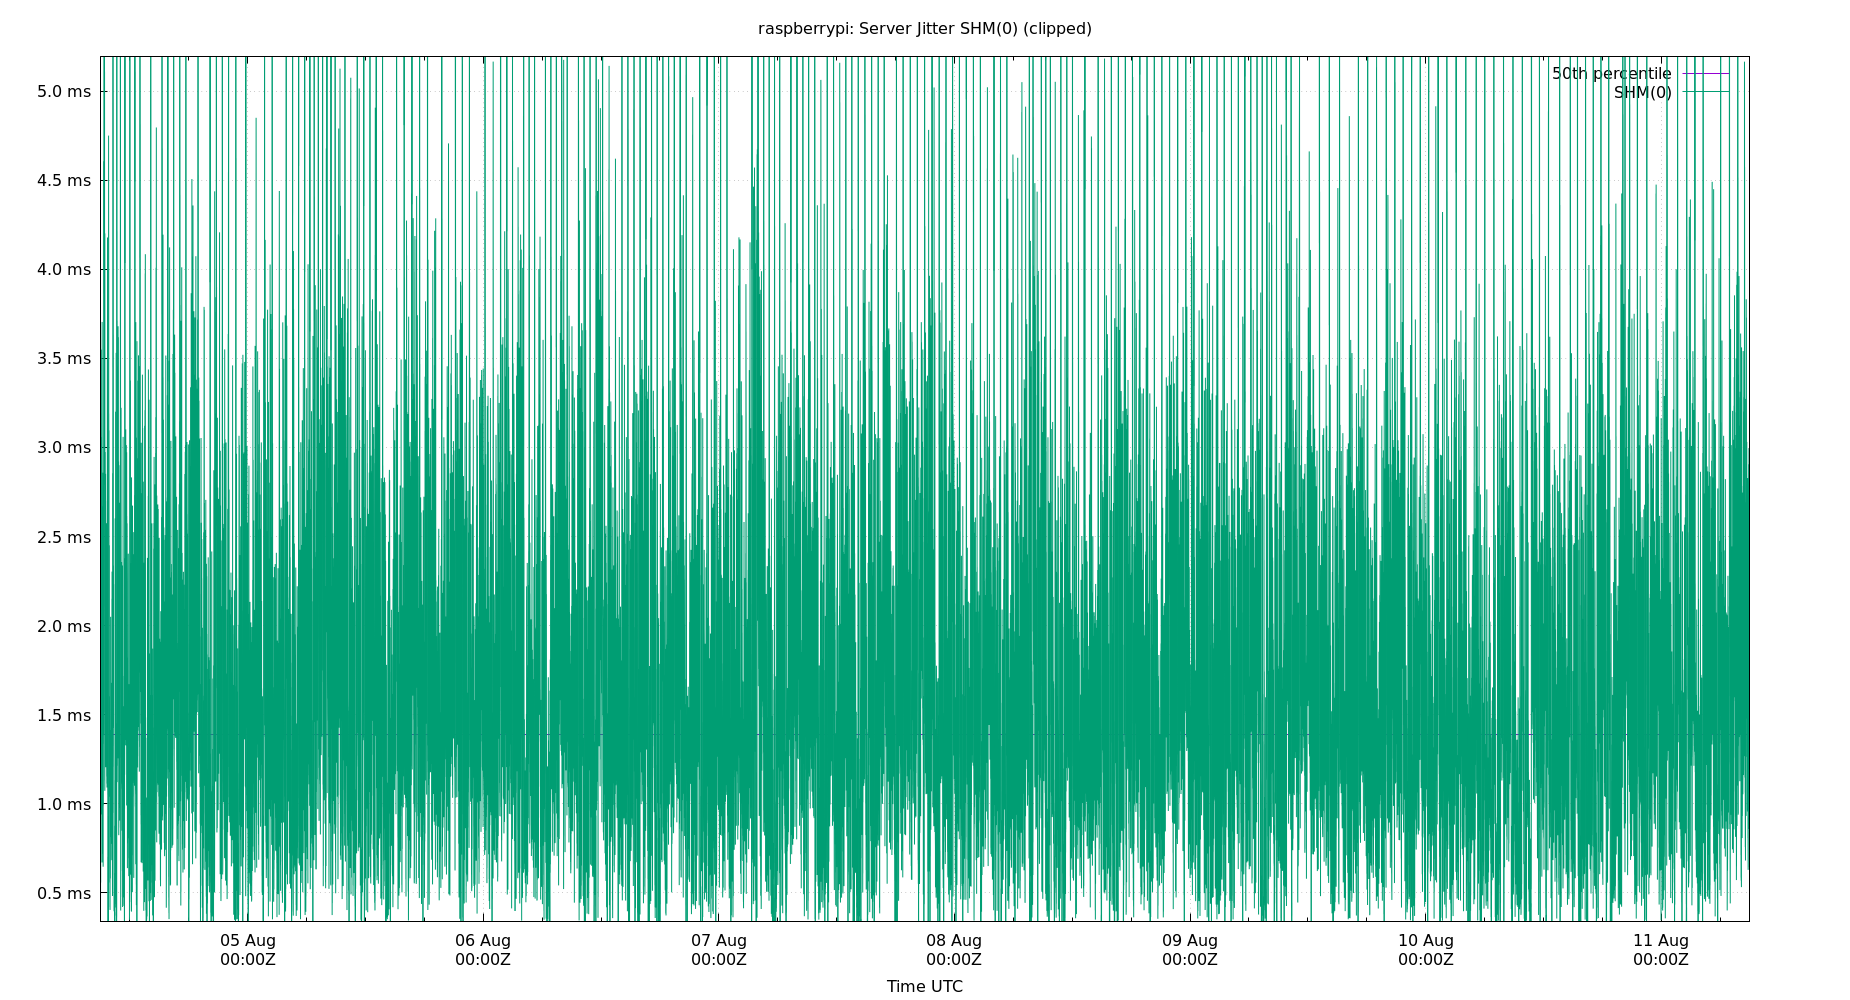 raspberrypi: Server Jitter SHM(0) (clipped)
50th percentile
SHM(0)
5.0 ms
4.5 ms
4.0 ms
3.5 ms
3.0 ms
2.5 ms
2.0 ms
1.5 ms
1.0 ms
0.5 ms
05 Aug 06 Aug 07 Aug 08 Aug 09 Aug 10 Aug 11 Aug
00:00Z 00:00Z 00:00Z 00:00Z 00:00Z 00:00Z 00:00Z
Time UTC